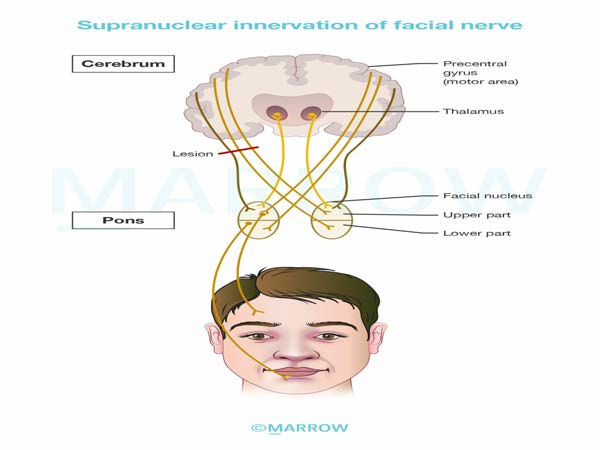 Supranuclear innervation of facial nerve
Cerebrum
Precentral
gyrus
(motor area)
Thalamus
Lesion
MARROW
Facial nucleus
Pons
Upper part
Lower part
©MARROW